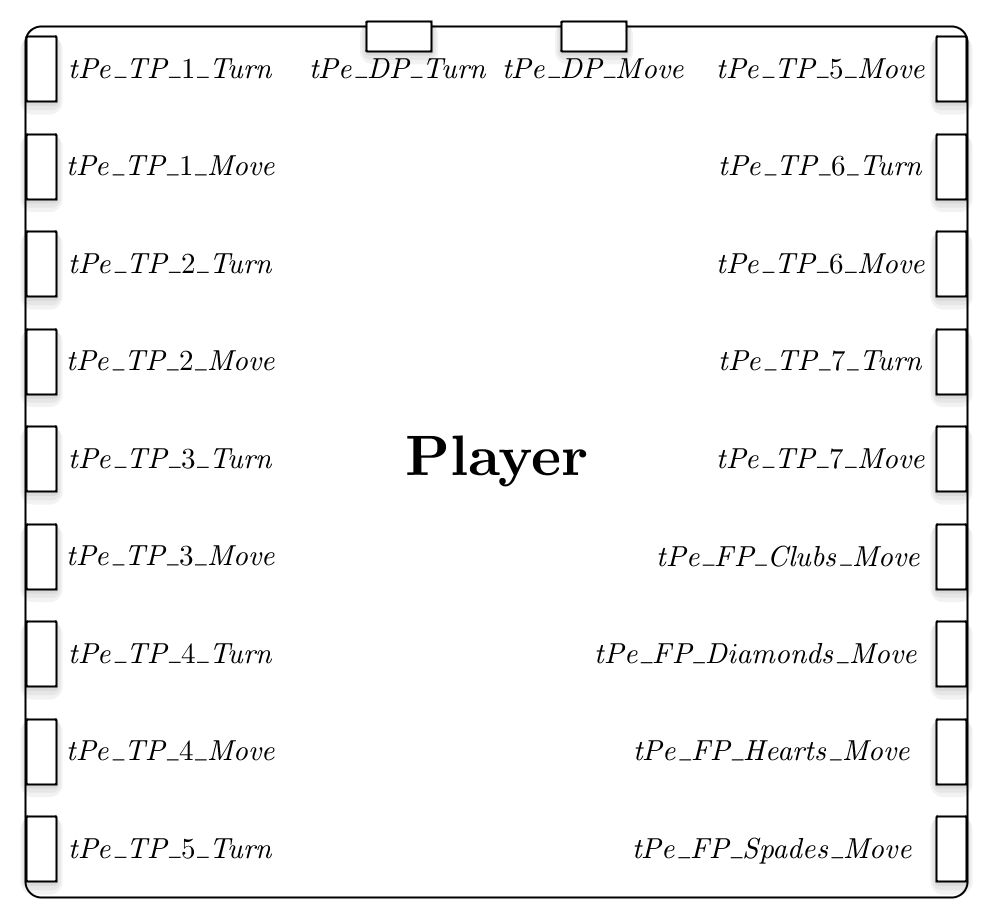 tPe_TP_1_Turn tPe_DP_Turn tPe_DP_Move tPe_TP_5_Move
tPe_TP_1_Move tPe_TP_6_Turn
tPe_TP_2_Turn tPe_TP_6_Move
tPe_TP_2_Move tPe_TP_7_Turn
tPe_TP_3_Turn Player tPe_TP_7_Move
tPe_TP_3_Move tPe_FP_Clubs_Move
tPe_TP_4_Turn tPe_FP_Diamonds_Move
tPe_TP_4_Move tPe_FP_Hearts_Move
tPe_TP_5_Turn tPe_FP_Spades_Move